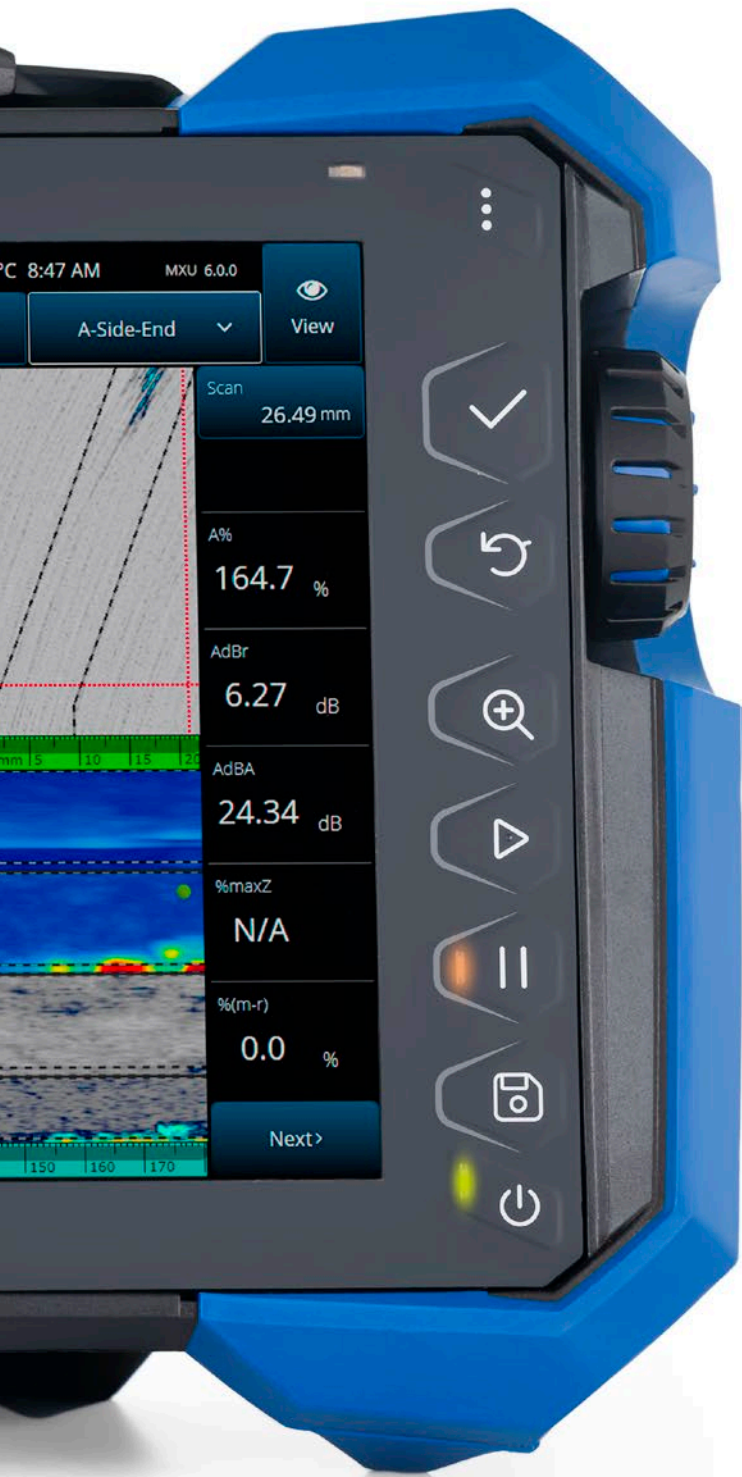 °C 8:47 AM MXU 6.0.0
A-Side-End
View
Scan
26.49 mm
A%
164.7 %
AdBr
6.27 dB
mm 5 10 15 20
AdBA
24.34 dB
%maxZ
N/A
%(m-r)
0.0 %
Next>
150 160 170